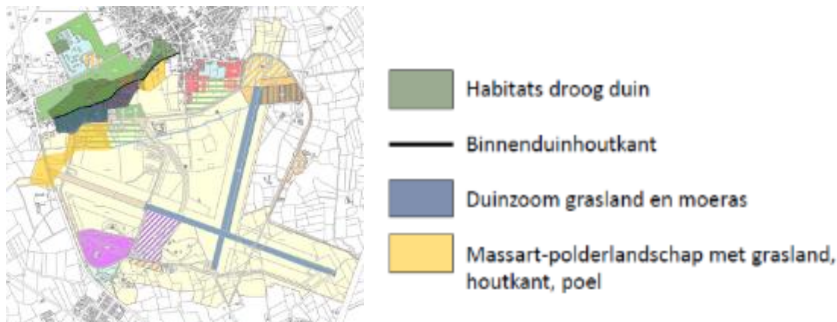 Habitats droog duin
Binnenduinhoutkant
Duinzoom grasland en moeras
Massart-polderlandschap met grasland,
houtkant, poel